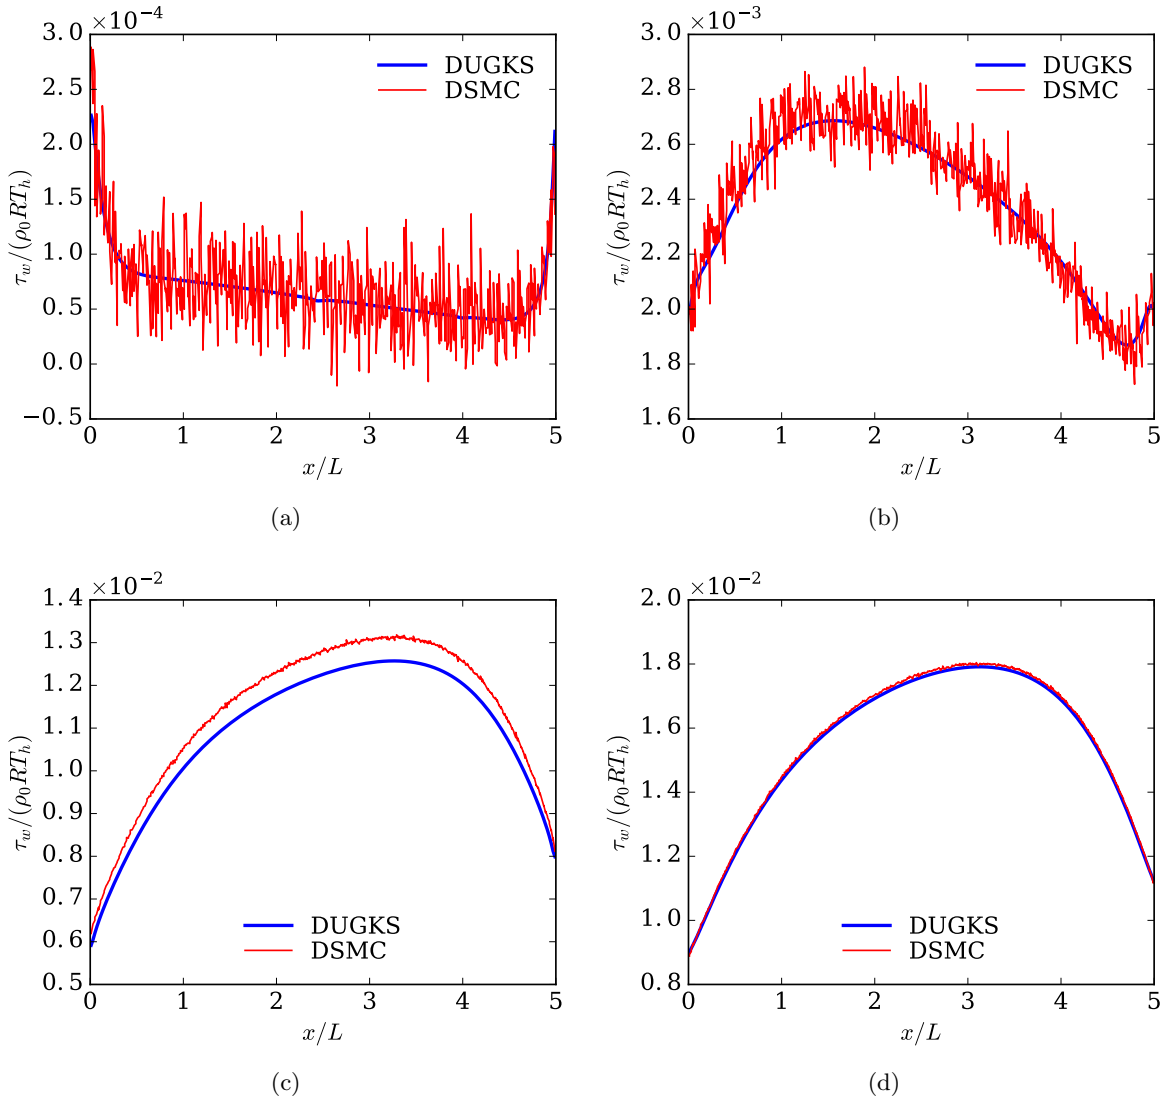 ×10⁻⁴
3.0
2.5
2.0
1.5
1.0
0.5
0.0
−0.5
τ_w/(ρ₀RT_h)
DUGKS
DSMC
0 1 2 3 4 5
x/L
(a)
×10⁻³
3.0
2.8
2.6
2.4
2.2
2.0
1.8
1.6
τ_w/(ρ₀RT_h)
DUGKS
DSMC
0 1 2 3 4 5
x/L
(b)
×10⁻²
1.4
1.3
1.2
1.1
1.0
0.9
0.8
0.7
0.6
0.5
τ_w/(ρ₀RT_h)
DUGKS
DSMC
0 1 2 3 4 5
x/L
(c)
×10⁻²
2.0
1.8
1.6
1.4
1.2
1.0
0.8
τ_w/(ρ₀RT_h)
DUGKS
DSMC
0 1 2 3 4 5
x/L
(d)